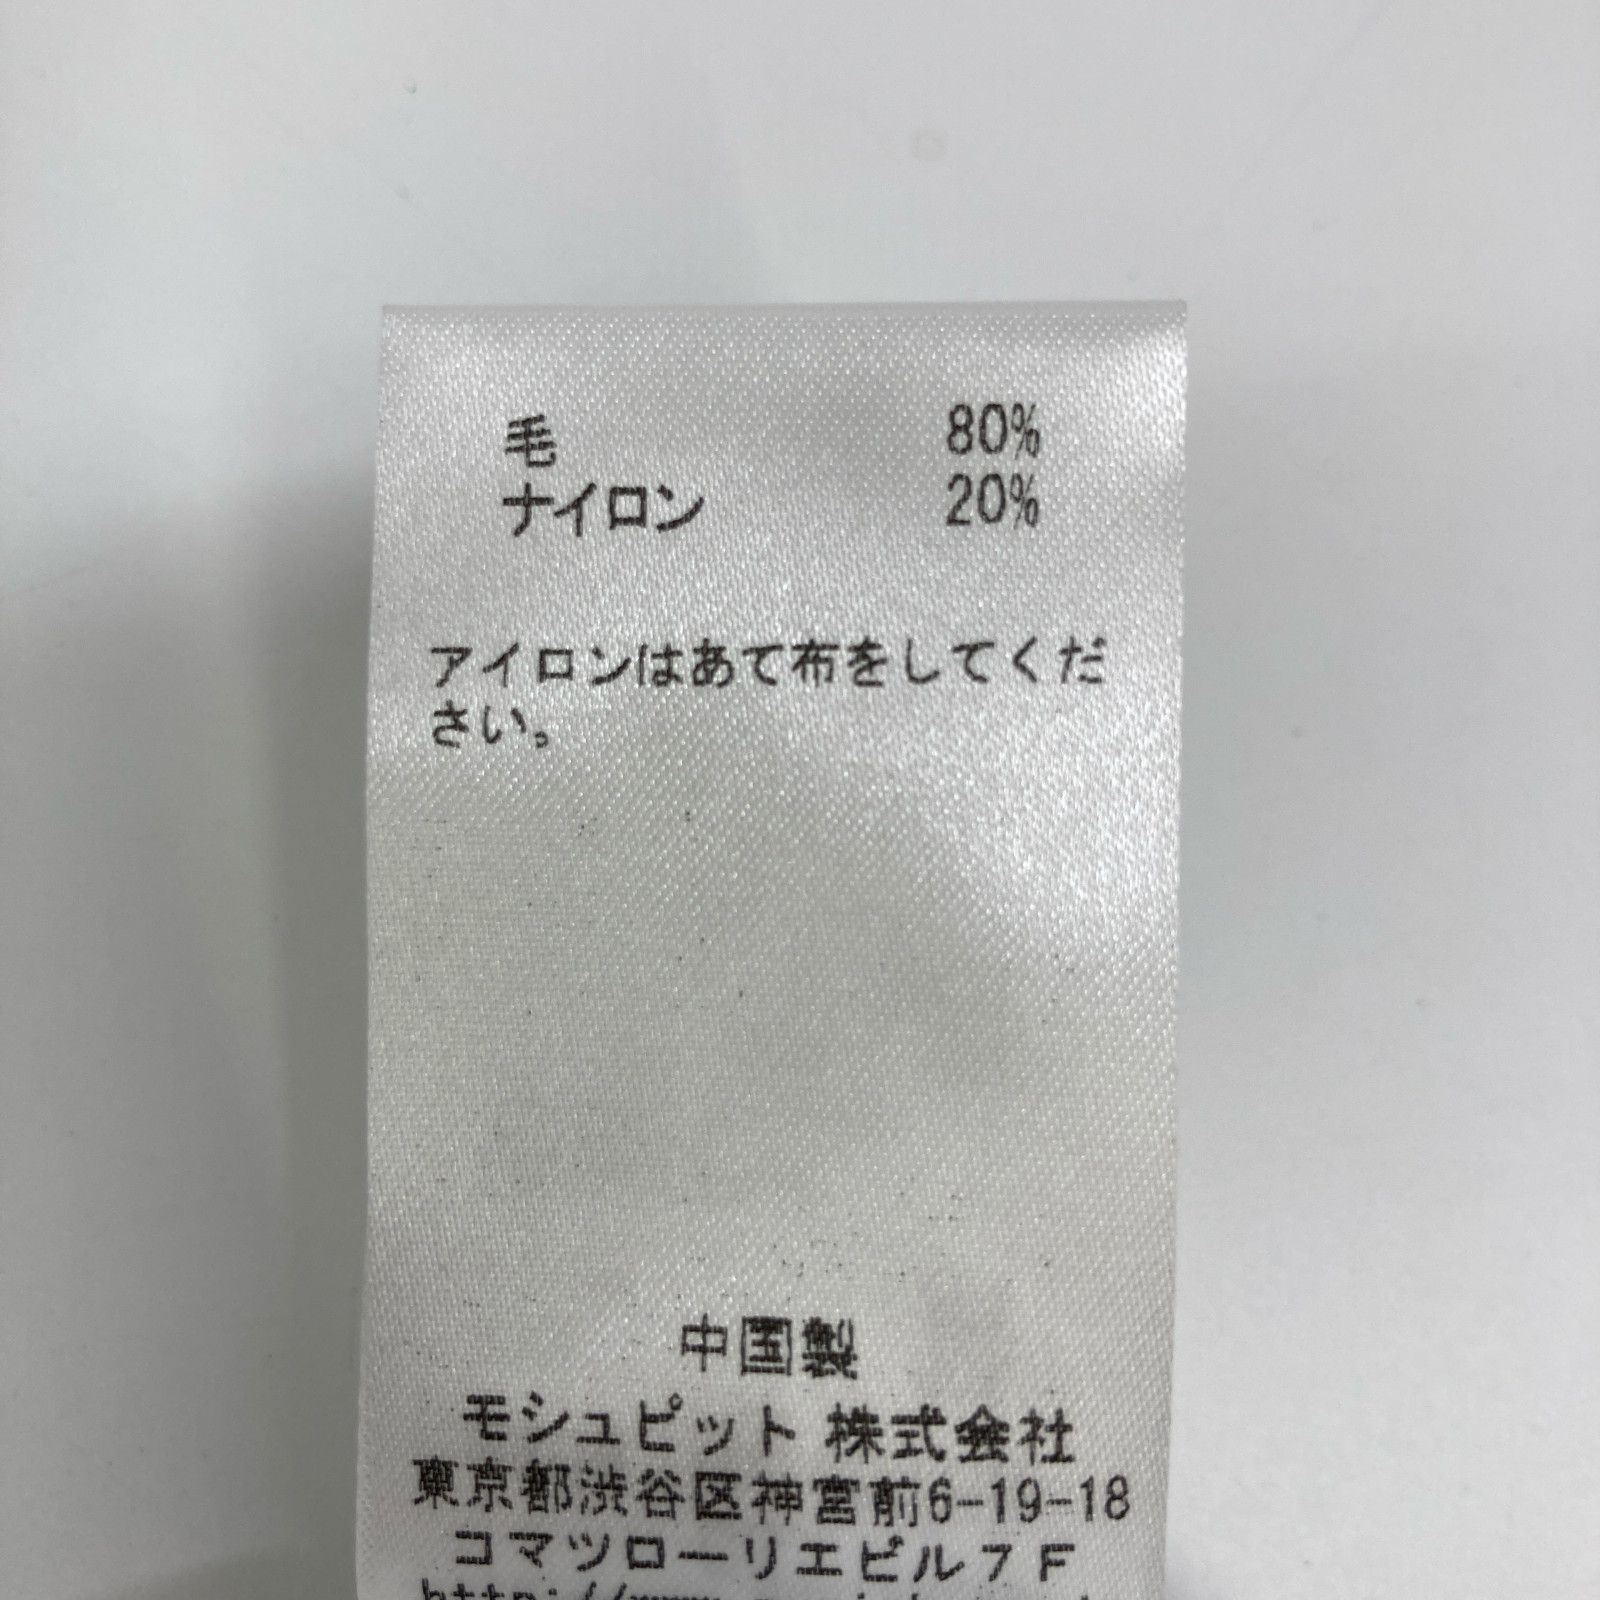 毛 80%
ナイロン 20%
アイロンはあて布をしてくだ
さい。
中国製
モシュピット 株式会社
東京都渋谷区神宮前6-19-18
コマツローリエビル7F